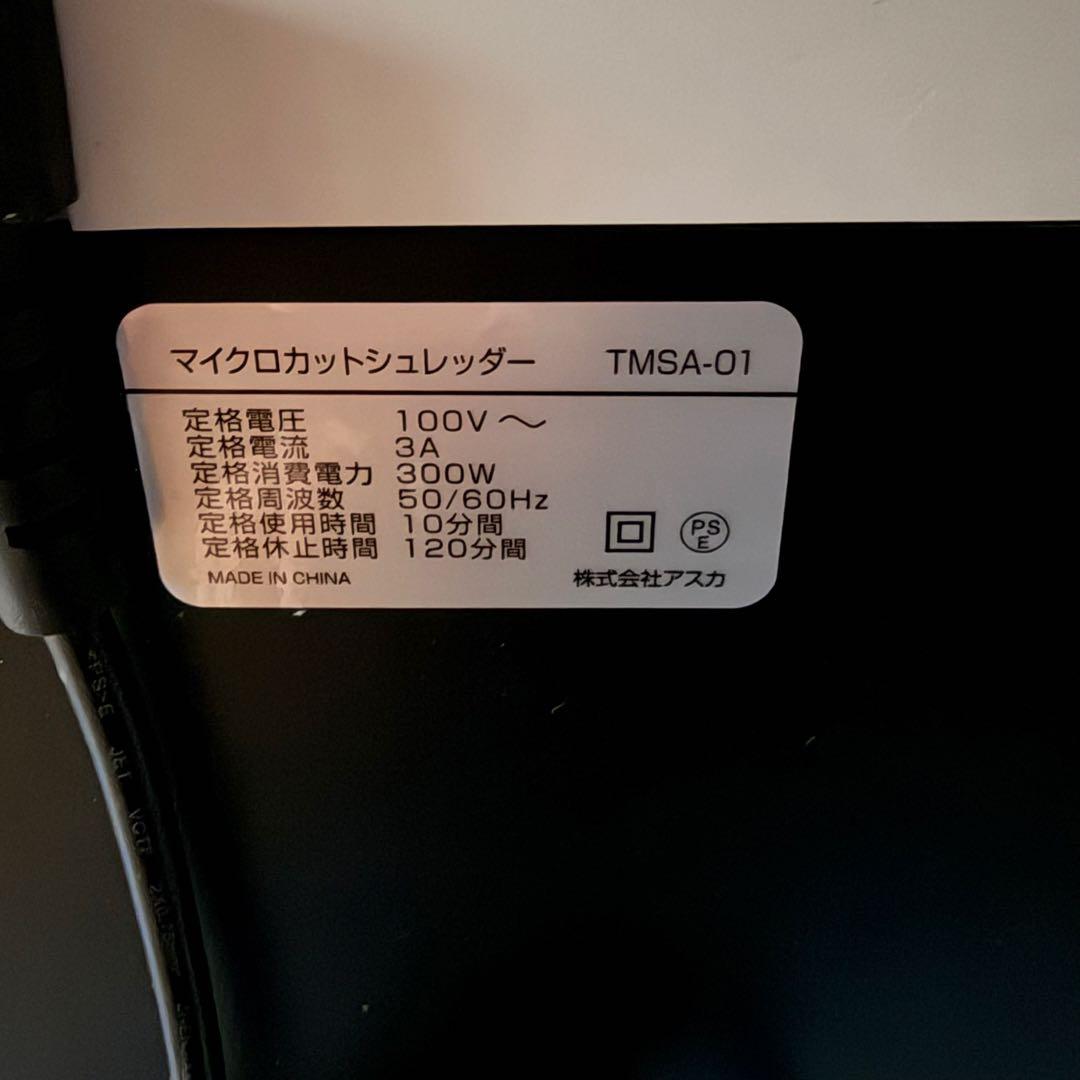 マイクロカットシュレッダー TMSA-01
定格電圧 100V ～
定格電流 3A
定格消費電力 300W
定格周波数 50/60Hz
定格使用時間 10分間
定格休止時間 120分間
PS
E
MADE IN CHINA 株式会社アスカ
JET